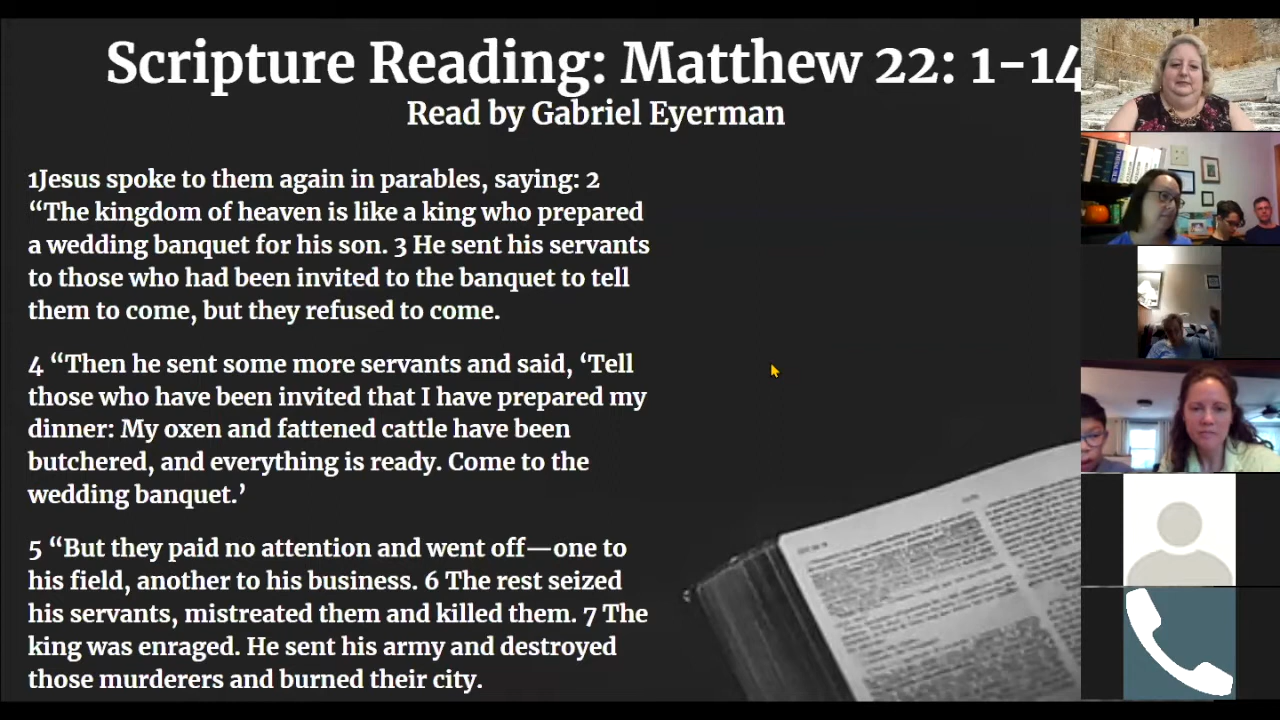 Scripture Reading: Matthew 22: 1-14
Read by Gabriel Eyerman
1Jesus spoke to them again in parables, saying: 2
“The kingdom of heaven is like a king who prepared
a wedding banquet for his son. 3 He sent his servants
to those who had been invited to the banquet to tell
them to come, but they refused to come.
4 “Then he sent some more servants and said, ‘Tell
those who have been invited that I have prepared my
dinner: My oxen and fattened cattle have been
butchered, and everything is ready. Come to the
wedding banquet.’
5 “But they paid no attention and went off—one to
his field, another to his business. 6 The rest seized
his servants, mistreated them and killed them. 7 The
king was enraged. He sent his army and destroyed
those murderers and burned their city.